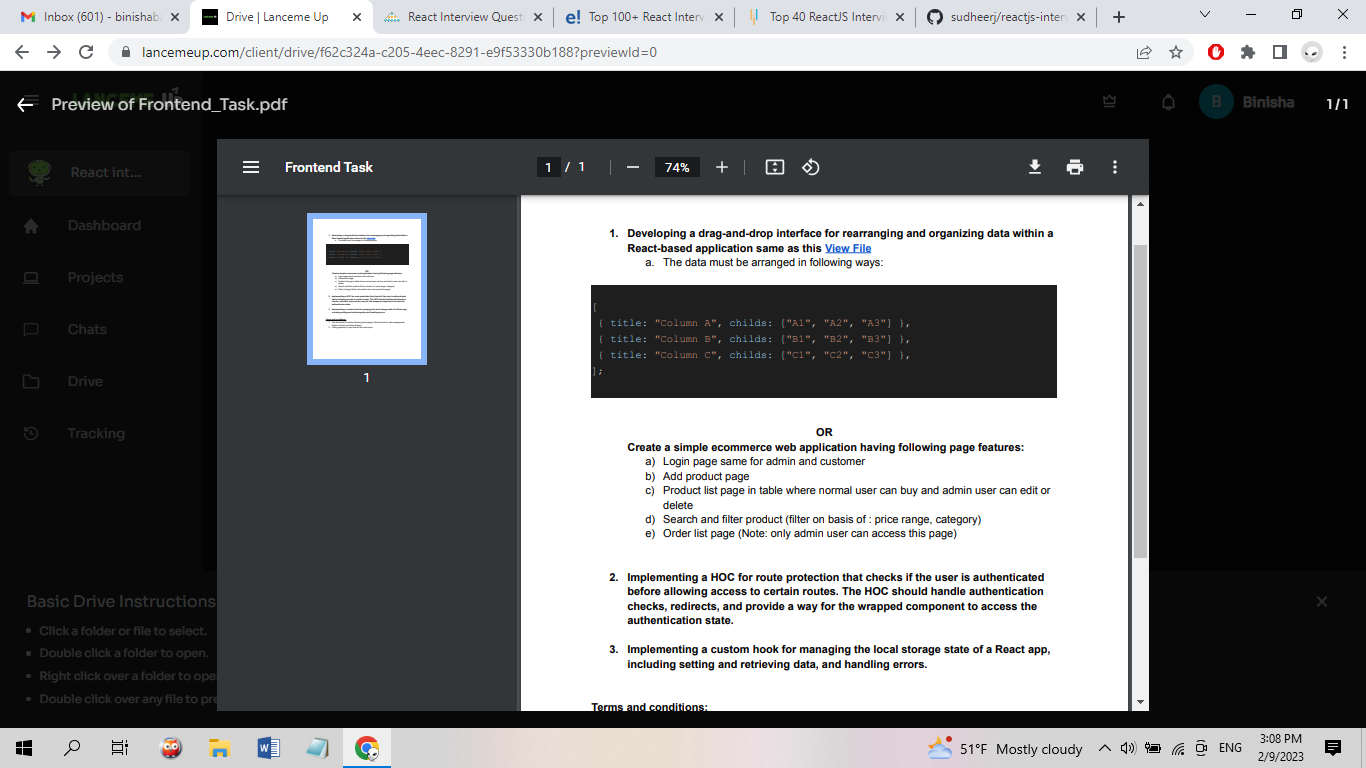 Inbox (601) - binishab
Drive | Lanceme Up
React Interview Quest
Top 100+ React Interv
Top 40 ReactJS Intervi
sudheerj/reactjs-inter
lancemeup.com/client/drive/f62c324a-c205-4eec-8291-e9f53330b188?previewId=0
Preview of Frontend_Task.pdf
B
Binisha
1/1
React int...
Dashboard
Projects
Chats
Drive
Tracking
Frontend Task
1 / 1
74%
1
1. Developing a drag-and-drop interface for rearranging and organizing data within a
React-based application same as this View File
a. The data must be arranged in following ways:
[
{ title: "Column A", childs: ["A1", "A2", "A3"] },
{ title: "Column B", childs: ["B1", "B2", "B3"] },
{ title: "Column C", childs: ["C1", "C2", "C3"] },
];
OR
Create a simple ecommerce web application having following page features:
a) Login page same for admin and customer
b) Add product page
c) Product list page in table where normal user can buy and admin user can edit or
delete
d) Search and filter product (filter on basis of : price range, category)
e) Order list page (Note: only admin user can access this page)
2. Implementing a HOC for route protection that checks if the user is authenticated
before allowing access to certain routes. The HOC should handle authentication
checks, redirects, and provide a way for the wrapped component to access the
authentication state.
3. Implementing a custom hook for managing the local storage state of a React app,
including setting and retrieving data, and handling errors.
Terms and conditions:
Basic Drive Instructions
Click a folder or file to select.
Double click a folder to open.
Right click over a folder to ope
Double click over any file to pre
51°F Mostly cloudy
ENG
3:08 PM
2/9/2023